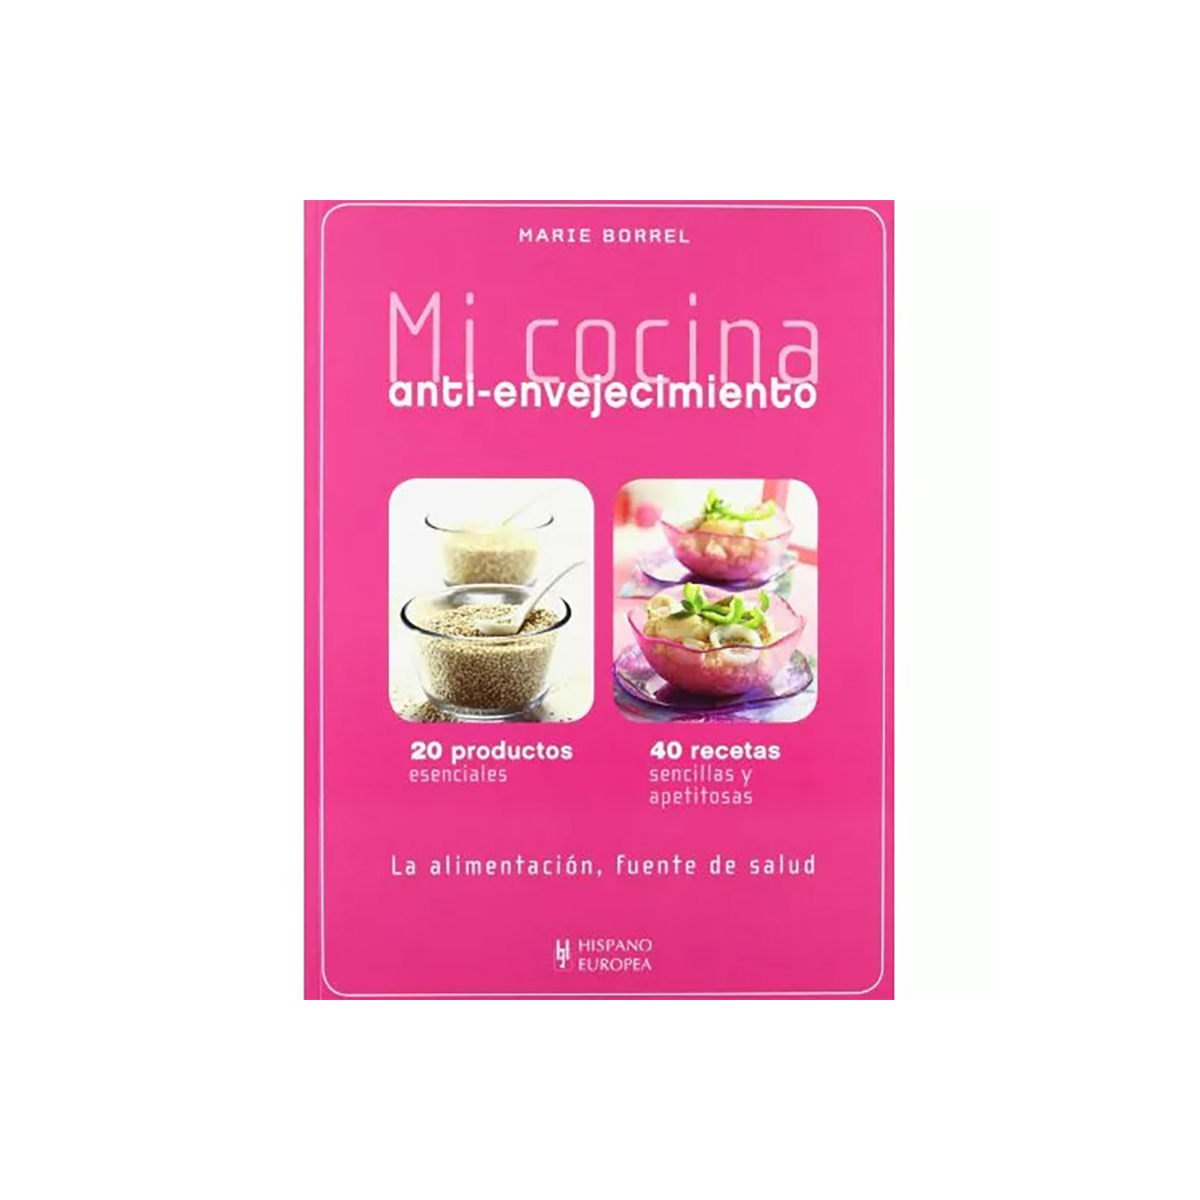 MARIE BORREL
Mi cocina
anti-envejecimiento
20 productos
esenciales
40 recetas
sencillas y
apetitosas
La alimentación, fuente de salud
HISPANO
EUROPEA